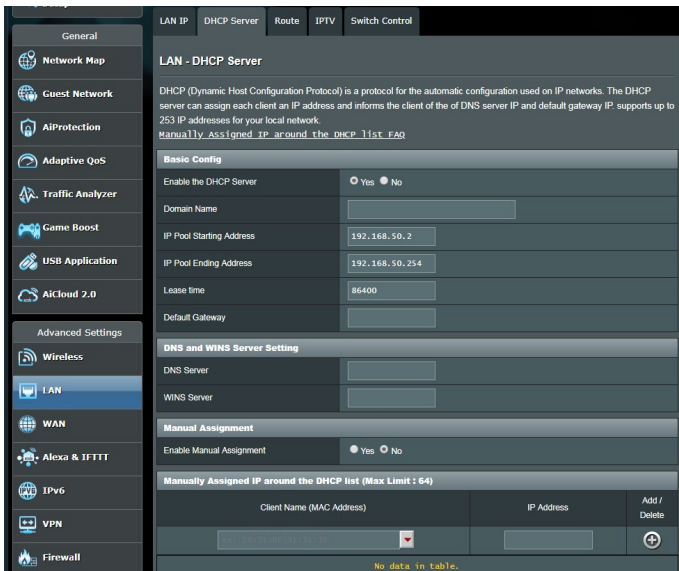 LAN IP DHCP Server Route IPTV Switch Control
General
Network Map
Guest Network
AiProtection
Adaptive QoS
Traffic Analyzer
Game Boost
USB Application
AiCloud 2.0
Advanced Settings
Wireless
LAN
WAN
Alexa & IFTTT
IPv6
VPN
Firewall
LAN - DHCP Server
DHCP (Dynamic Host Configuration Protocol) is a protocol for the automatic configuration used on IP networks. The DHCP
server can assign each client an IP address and informs the client of the of DNS server IP and default gateway IP. supports up to
253 IP addresses for your local network.
Manually Assigned IP around the DHCP list FAQ
Basic Config
Enable the DHCP Server Yes No
Domain Name
IP Pool Starting Address 192.168.50.2
IP Pool Ending Address 192.168.50.254
Lease time 86400
Default Gateway
DNS and WINS Server Setting
DNS Server
WINS Server
Manual Assignment
Enable Manual Assignment Yes No
Manually Assigned IP around the DHCP list (Max Limit : 64)
Client Name (MAC Address) IP Address Add /
Delete
No data in table.